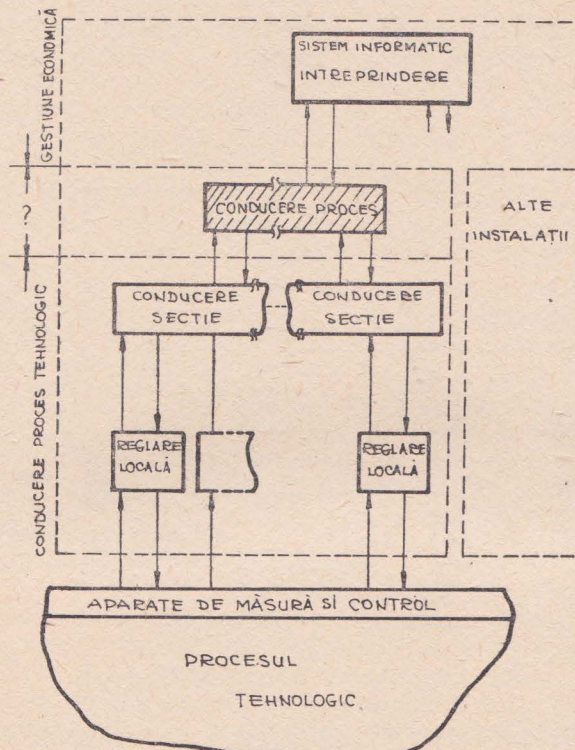 GESTIUNE ECONOMICĂ
SISTEM INFORMATIC
INTREPRINDERE
?
CONDUCERE PROCES
ALTE
INSTALAȚII
CONDUCERE PROCES TEHNOLOGIC
CONDUCERE
SECTIE
CONDUCERE
SECTIE
REGLARE
LOCALĂ
REGLARE
LOCALĂ
APARATE DE MĂSURĂ SI CONTROL
PROCESUL
TEHNOLOGIC